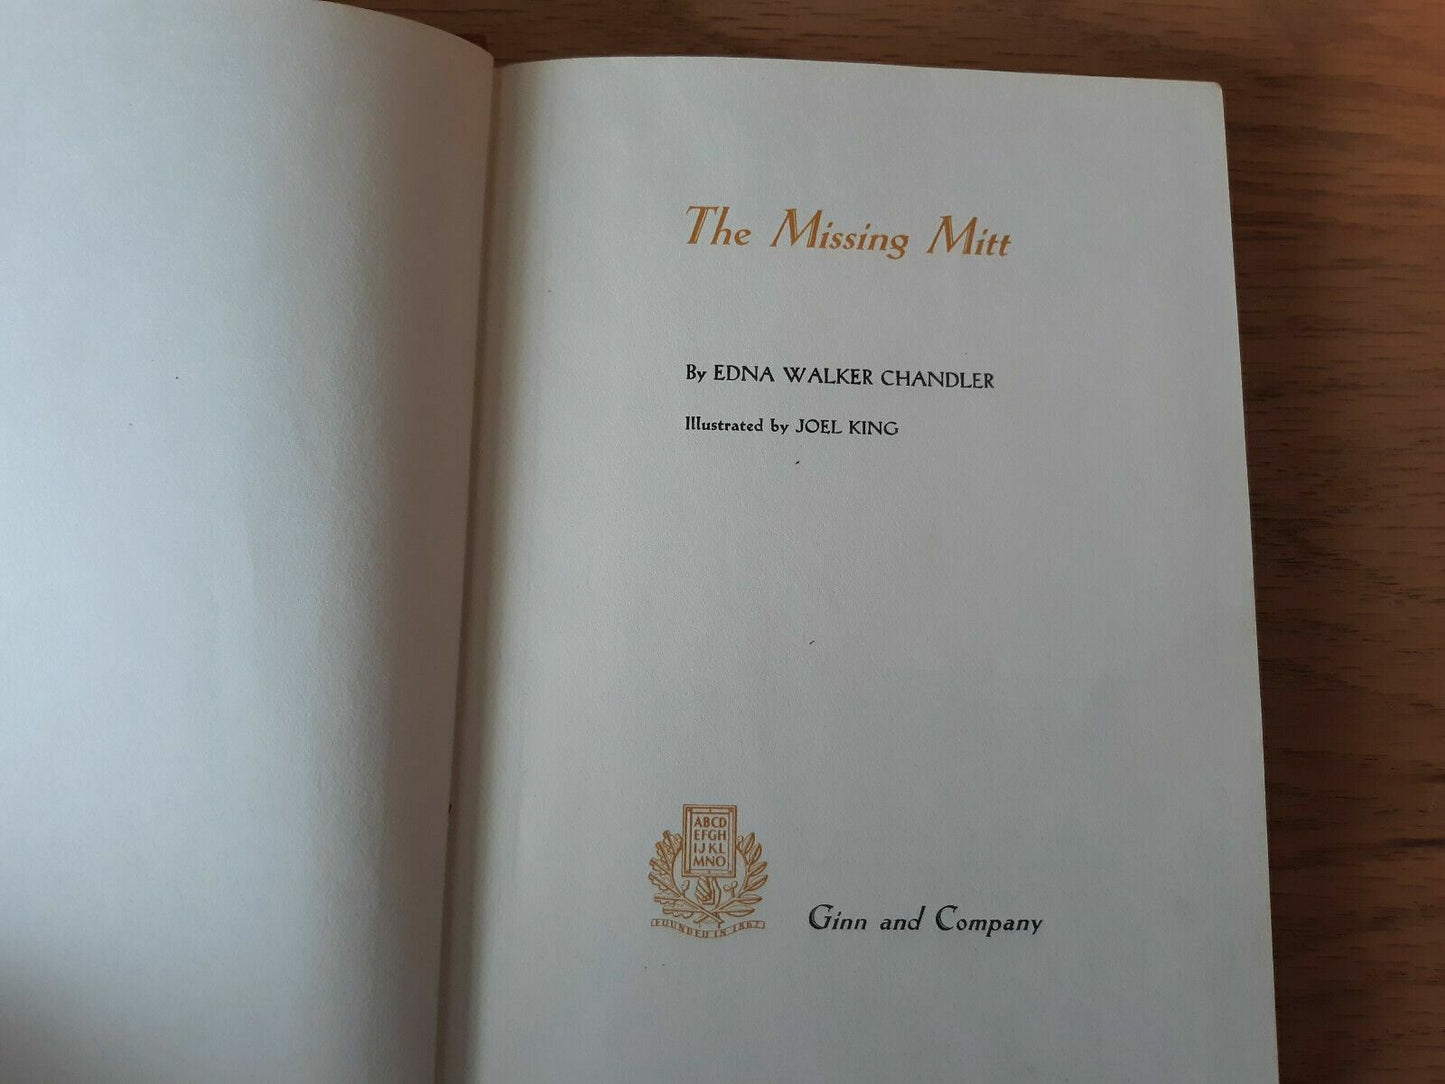 The Missing Mitt
By EDNA WALKER CHANDLER
Illustrated by JOEL KING
ABCD
EFGH
IJKL
MNO
FOUNDED IN 1867
Ginn and Company